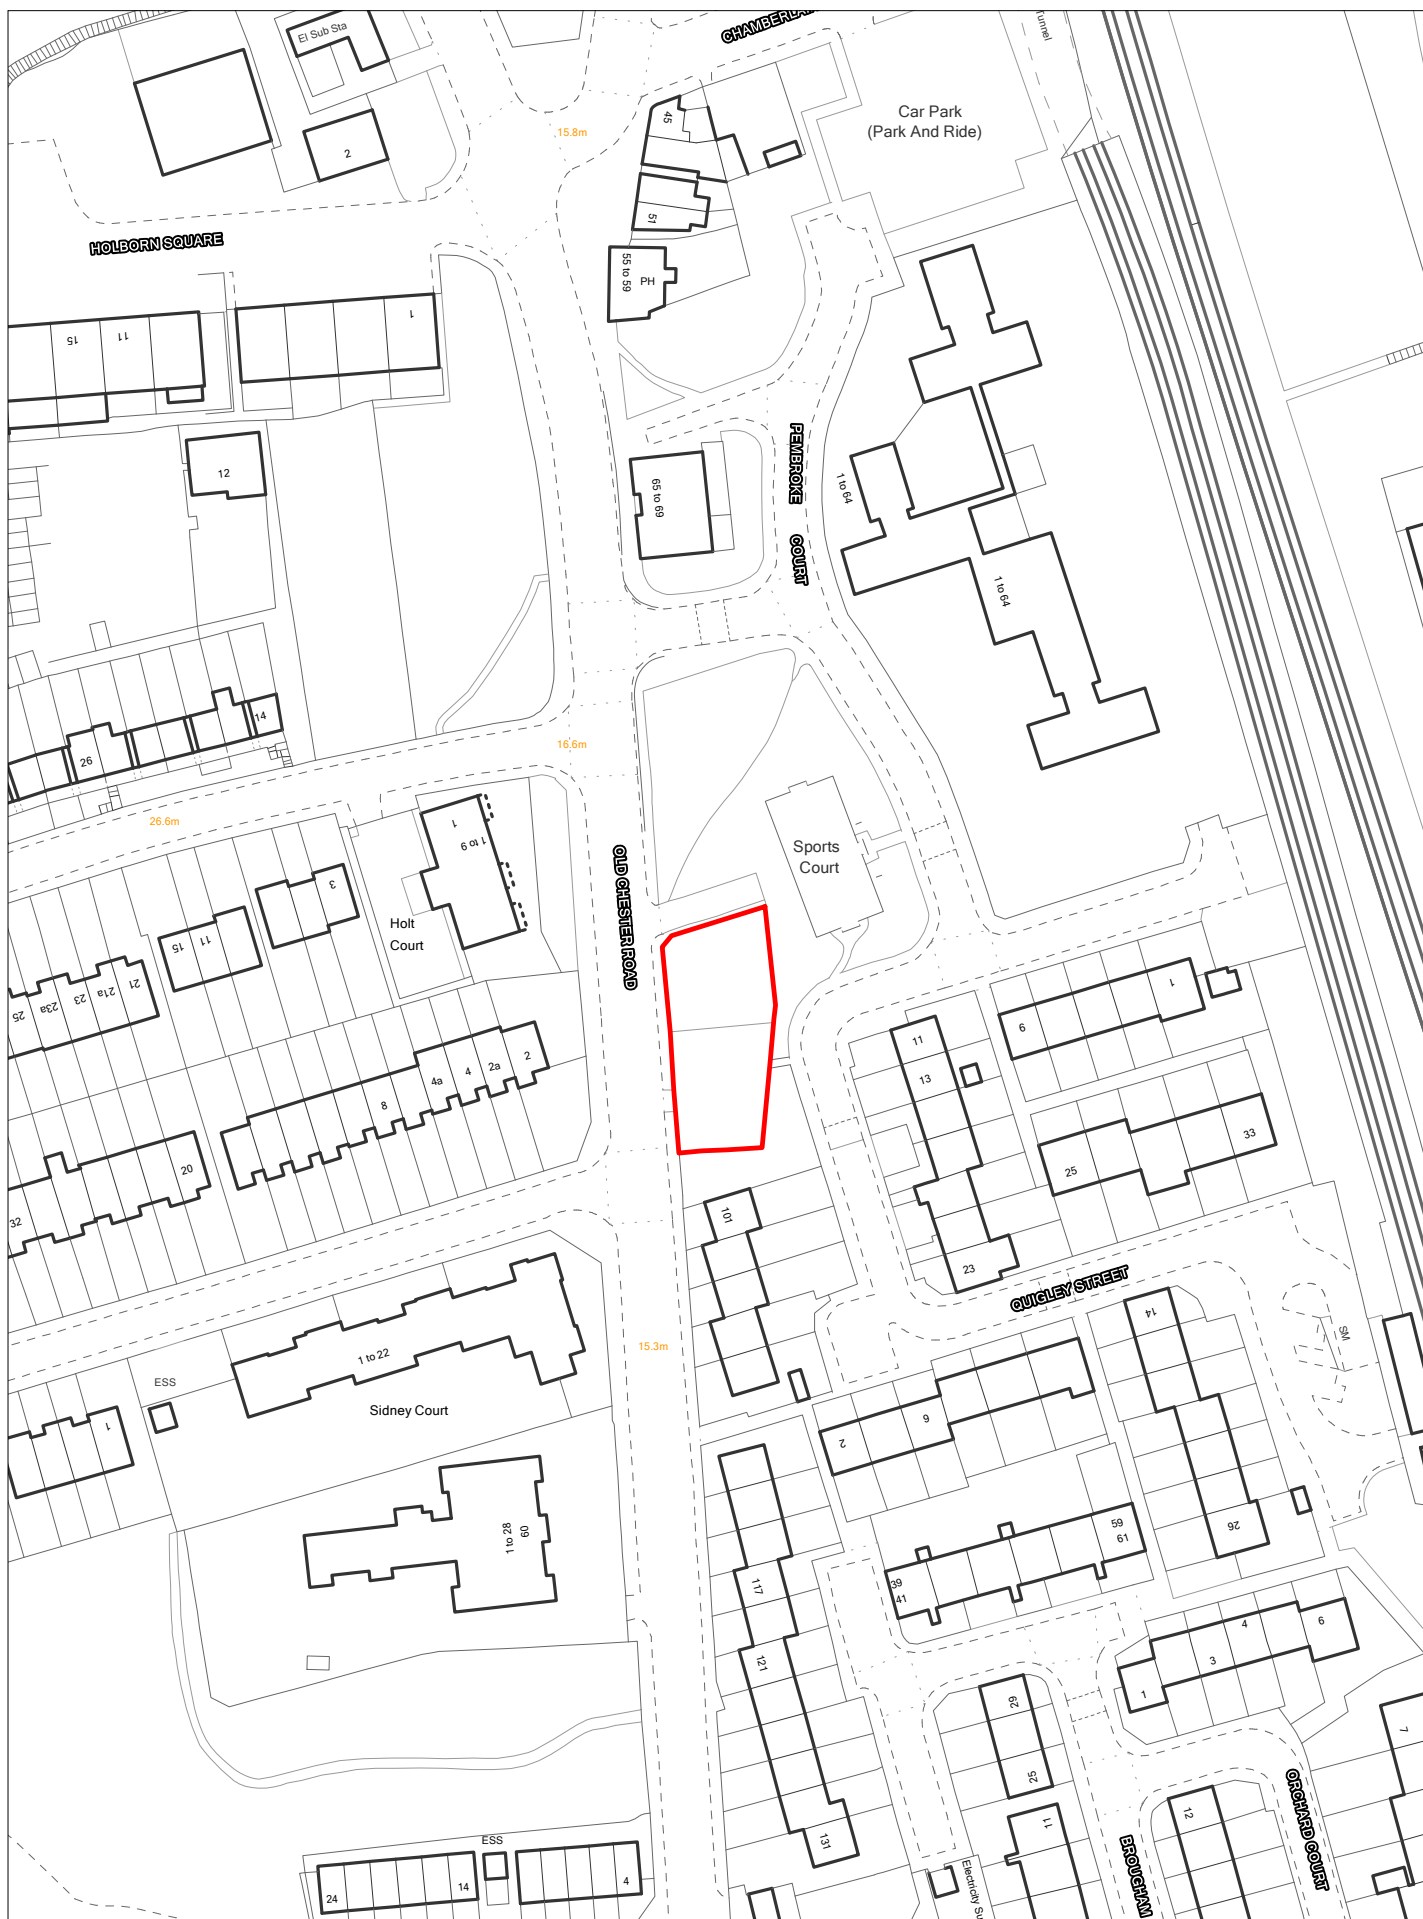 El Sub Sta
CHAMBERLA
Tunnel
Car Park
(Park And Ride)
45
15.8m
2
51
HOLBORN SQUARE
55 to 59
PH
15
11
1
12
65 to 69
PEMBROKE COURT
1 to 64
1 to 64
14
26
16.6m
26.6m
1
1 to 9
Sports
Court
OLD CHESTER ROAD
3
Holt
Court
15
11
21
21a
23
23a
25
1
6
11
13
2
2a
4
4a
8
33
25
20
32
101
23
QUIGLEY STREET
14
SM
15.3m
1 to 22
ESS
Sidney Court
1
2
9
1 to 28
60
59
61
26
39
41
117
121
6
4
3
1
29
25
7
ORCHARD COURT
12
11
BROUGHAM
131
ESS
24
14
4
Electricity Su